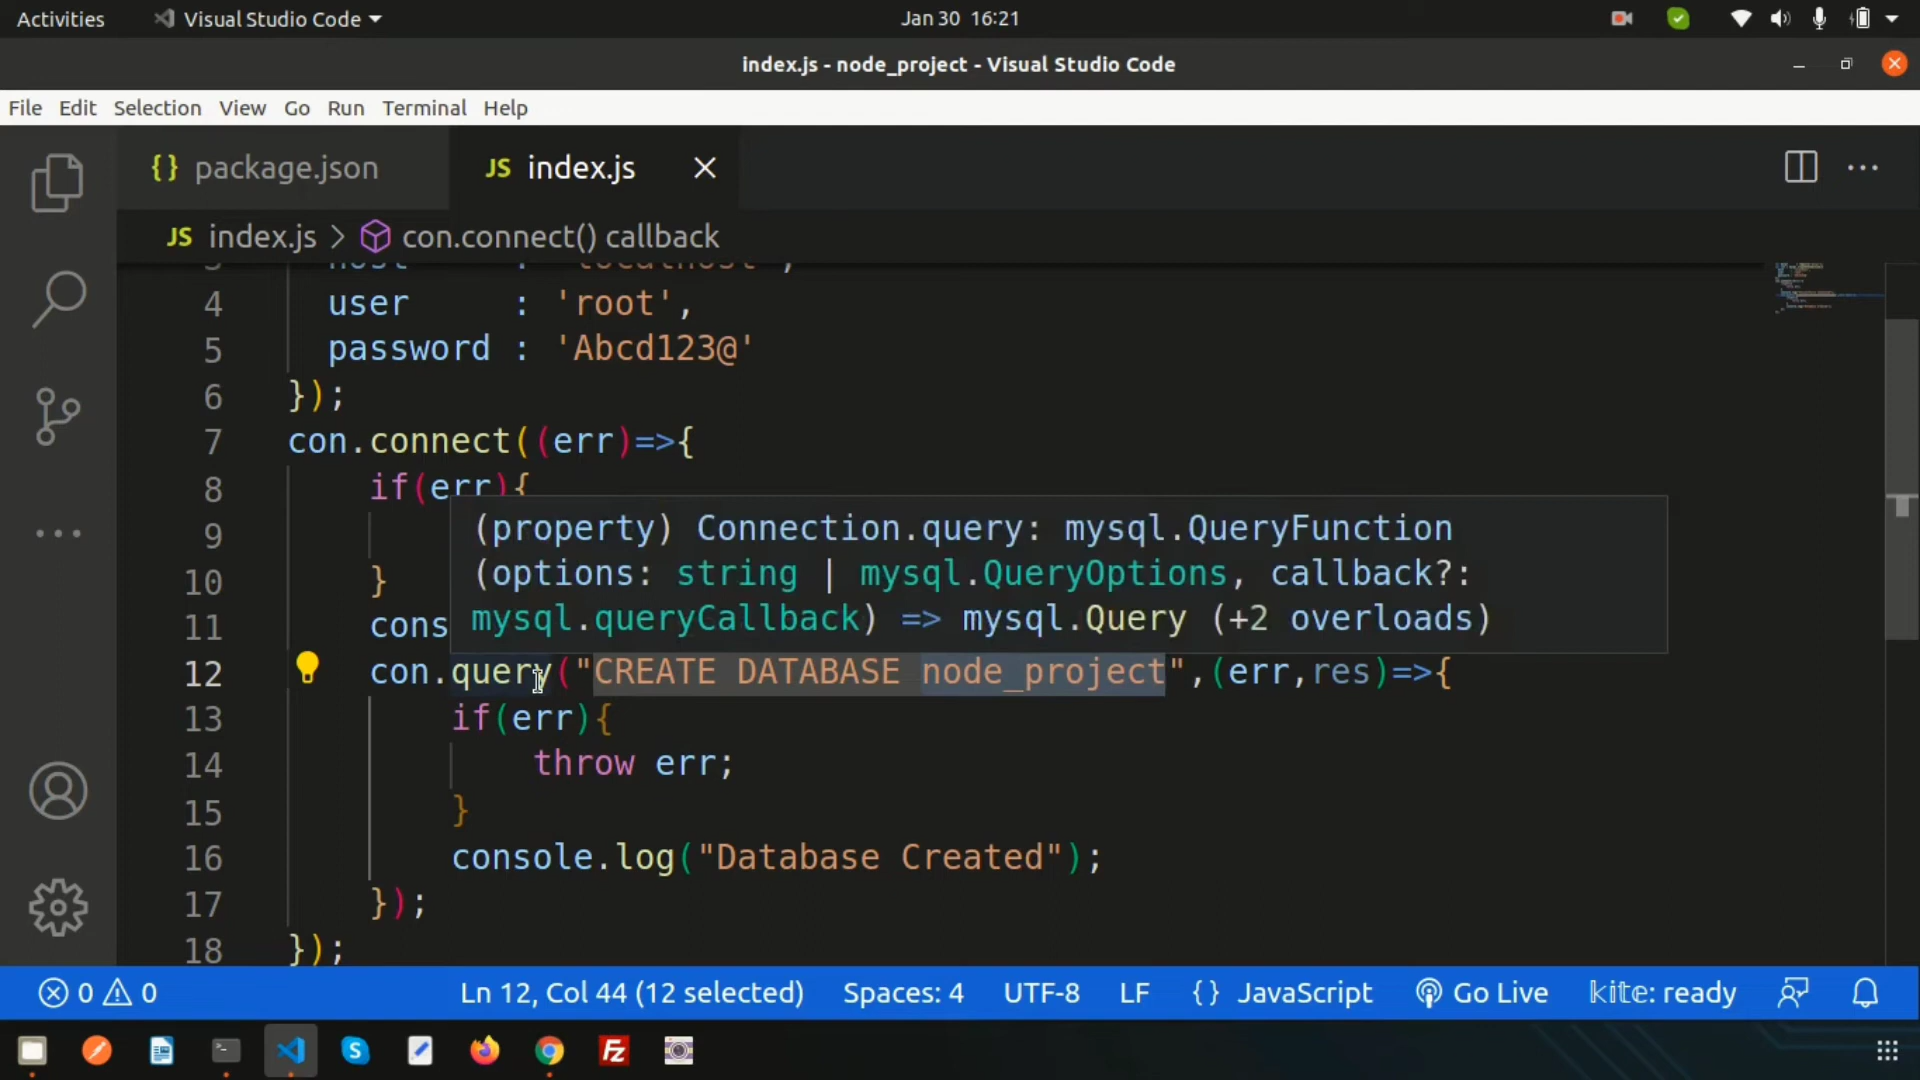 Activities
Visual Studio Code
Jan 30 16:21
index.js - node_project - Visual Studio Code
File Edit Selection View Go Run Terminal Help
{} package.json
JS index.js
JS index.js > con.connect() callback
3 host : 'localhost',
4 user : 'root',
5 password : 'Abcd123@'
6 });
7 con.connect((err)=>{
8 if(err){
9
10 }
11 cons
12 con.query("CREATE DATABASE node_project",(err,res)=>{
(property) Connection.query: mysql.QueryFunction
(options: string | mysql.QueryOptions, callback?:
mysql.queryCallback) => mysql.Query (+2 overloads)
13 if(err){
14 throw err;
15 }
16 console.log("Database Created");
17 });
18 });
0 0
Ln 12, Col 44 (12 selected)
Spaces: 4
UTF-8
LF
{} JavaScript
Go Live
kite: ready